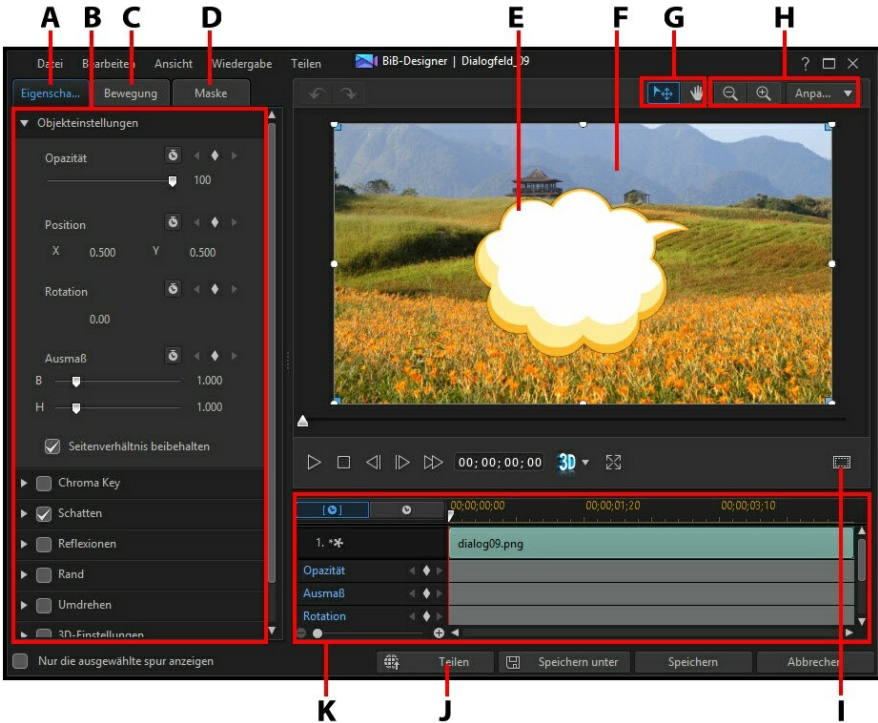 A B C D E F G H
Datei Bearbeiten Ansicht Wiedergabe Teilen BiB-Designer | Dialogfeld_09 ?
Eigenscha... Bewegung Maske Anpa...
Objekteinstellungen
Opazität
100
Position
X 0.500 Y 0.500
Rotation
0.00
Ausmaß
B 1.000
H 1.000
Seitenverhältnis beibehalten
00;00;00;00 3D
Chroma Key
Schatten
Reflexionen
Rand
Umdrehen
3D-Einstellungen
00;00;00;00 00;00;01;20 00;00;03;10
1. dialog09.png
Opazität
Ausmaß
Rotation
Nur die ausgewählte spur anzeigen Teilen Speichern unter Speichern Abbrechen
K J I